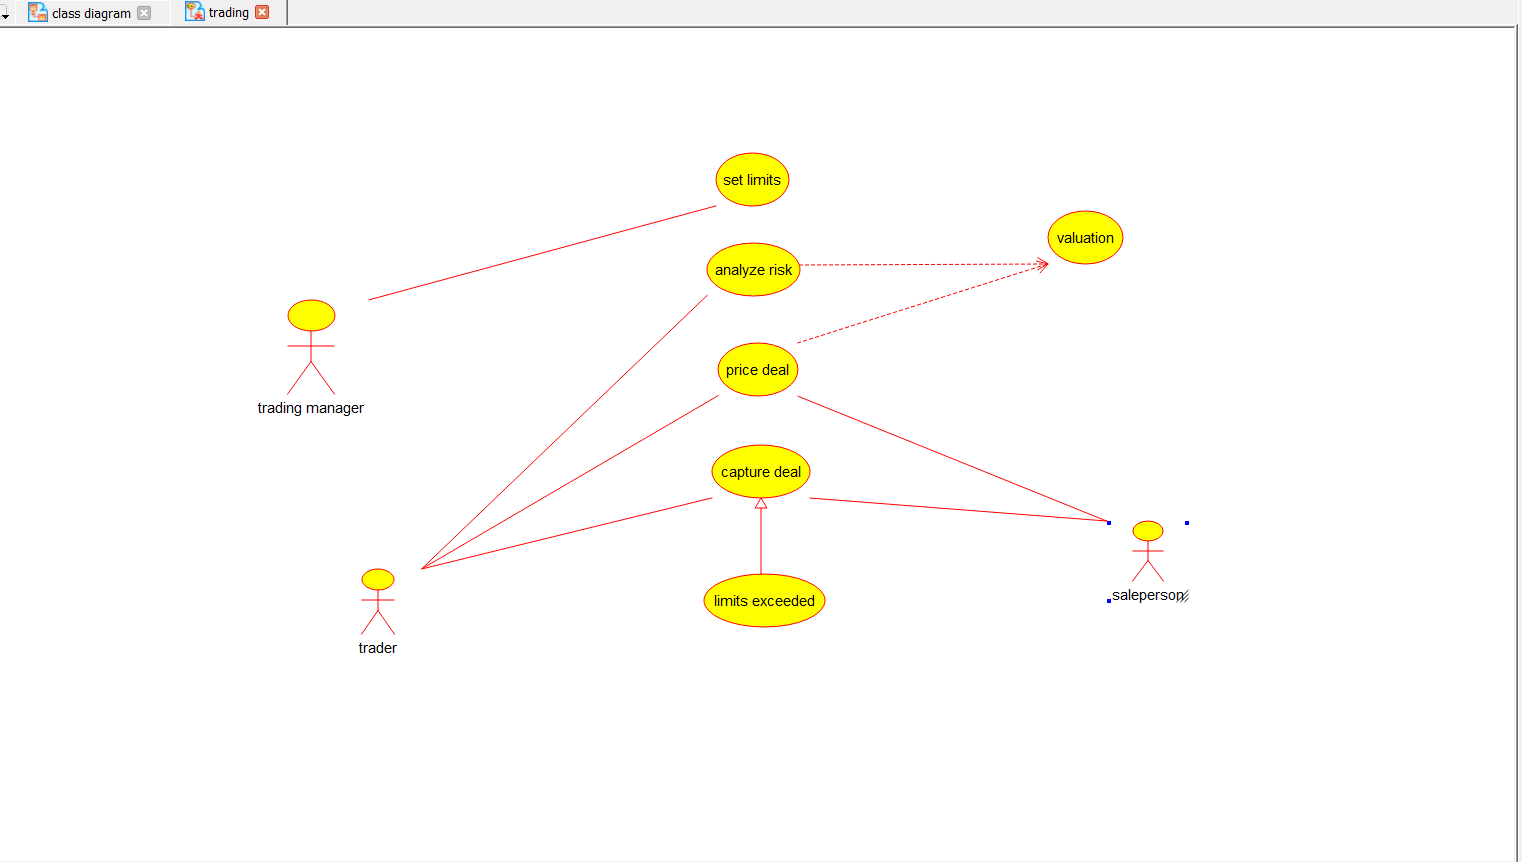 class diagram
trading
set limits
valuation
analyze risk
price deal
trading manager
capture deal
limits exceeded
saleperson
trader